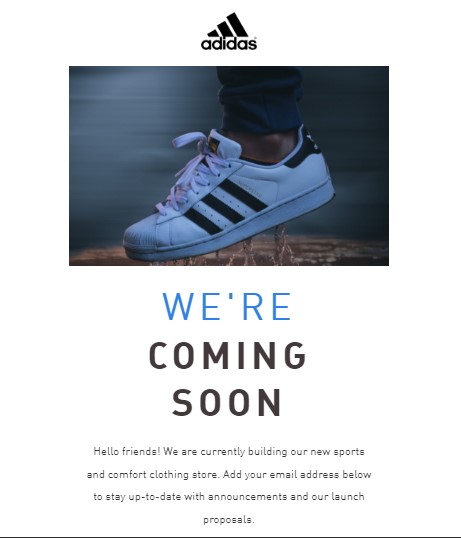 adidas
WE'RE
COMING
SOON
Hello friends! We are currently building our new sports
and comfort clothing store. Add your email address below
to stay up-to-date with announcements and our launch
proposals.